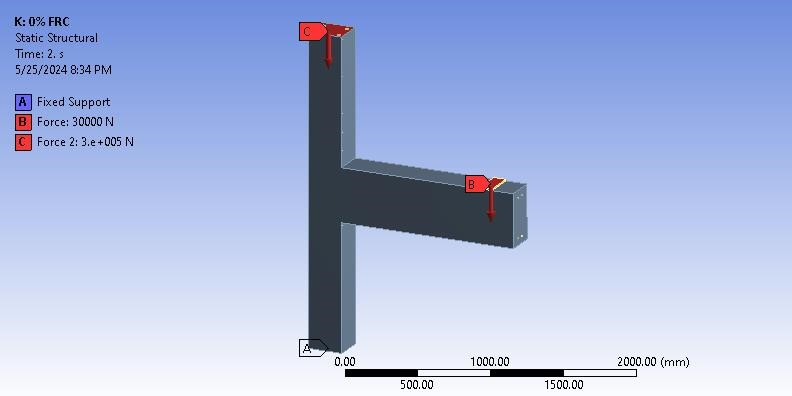 K: 0% FRC
Static Structural
Time: 2. s
5/25/2024 8:34 PM
A Fixed Support
B Force: 30000 N
C Force 2: 3.e+005 N
C
B
A
0.00 1000.00 2000.00 (mm)
500.00 1500.00